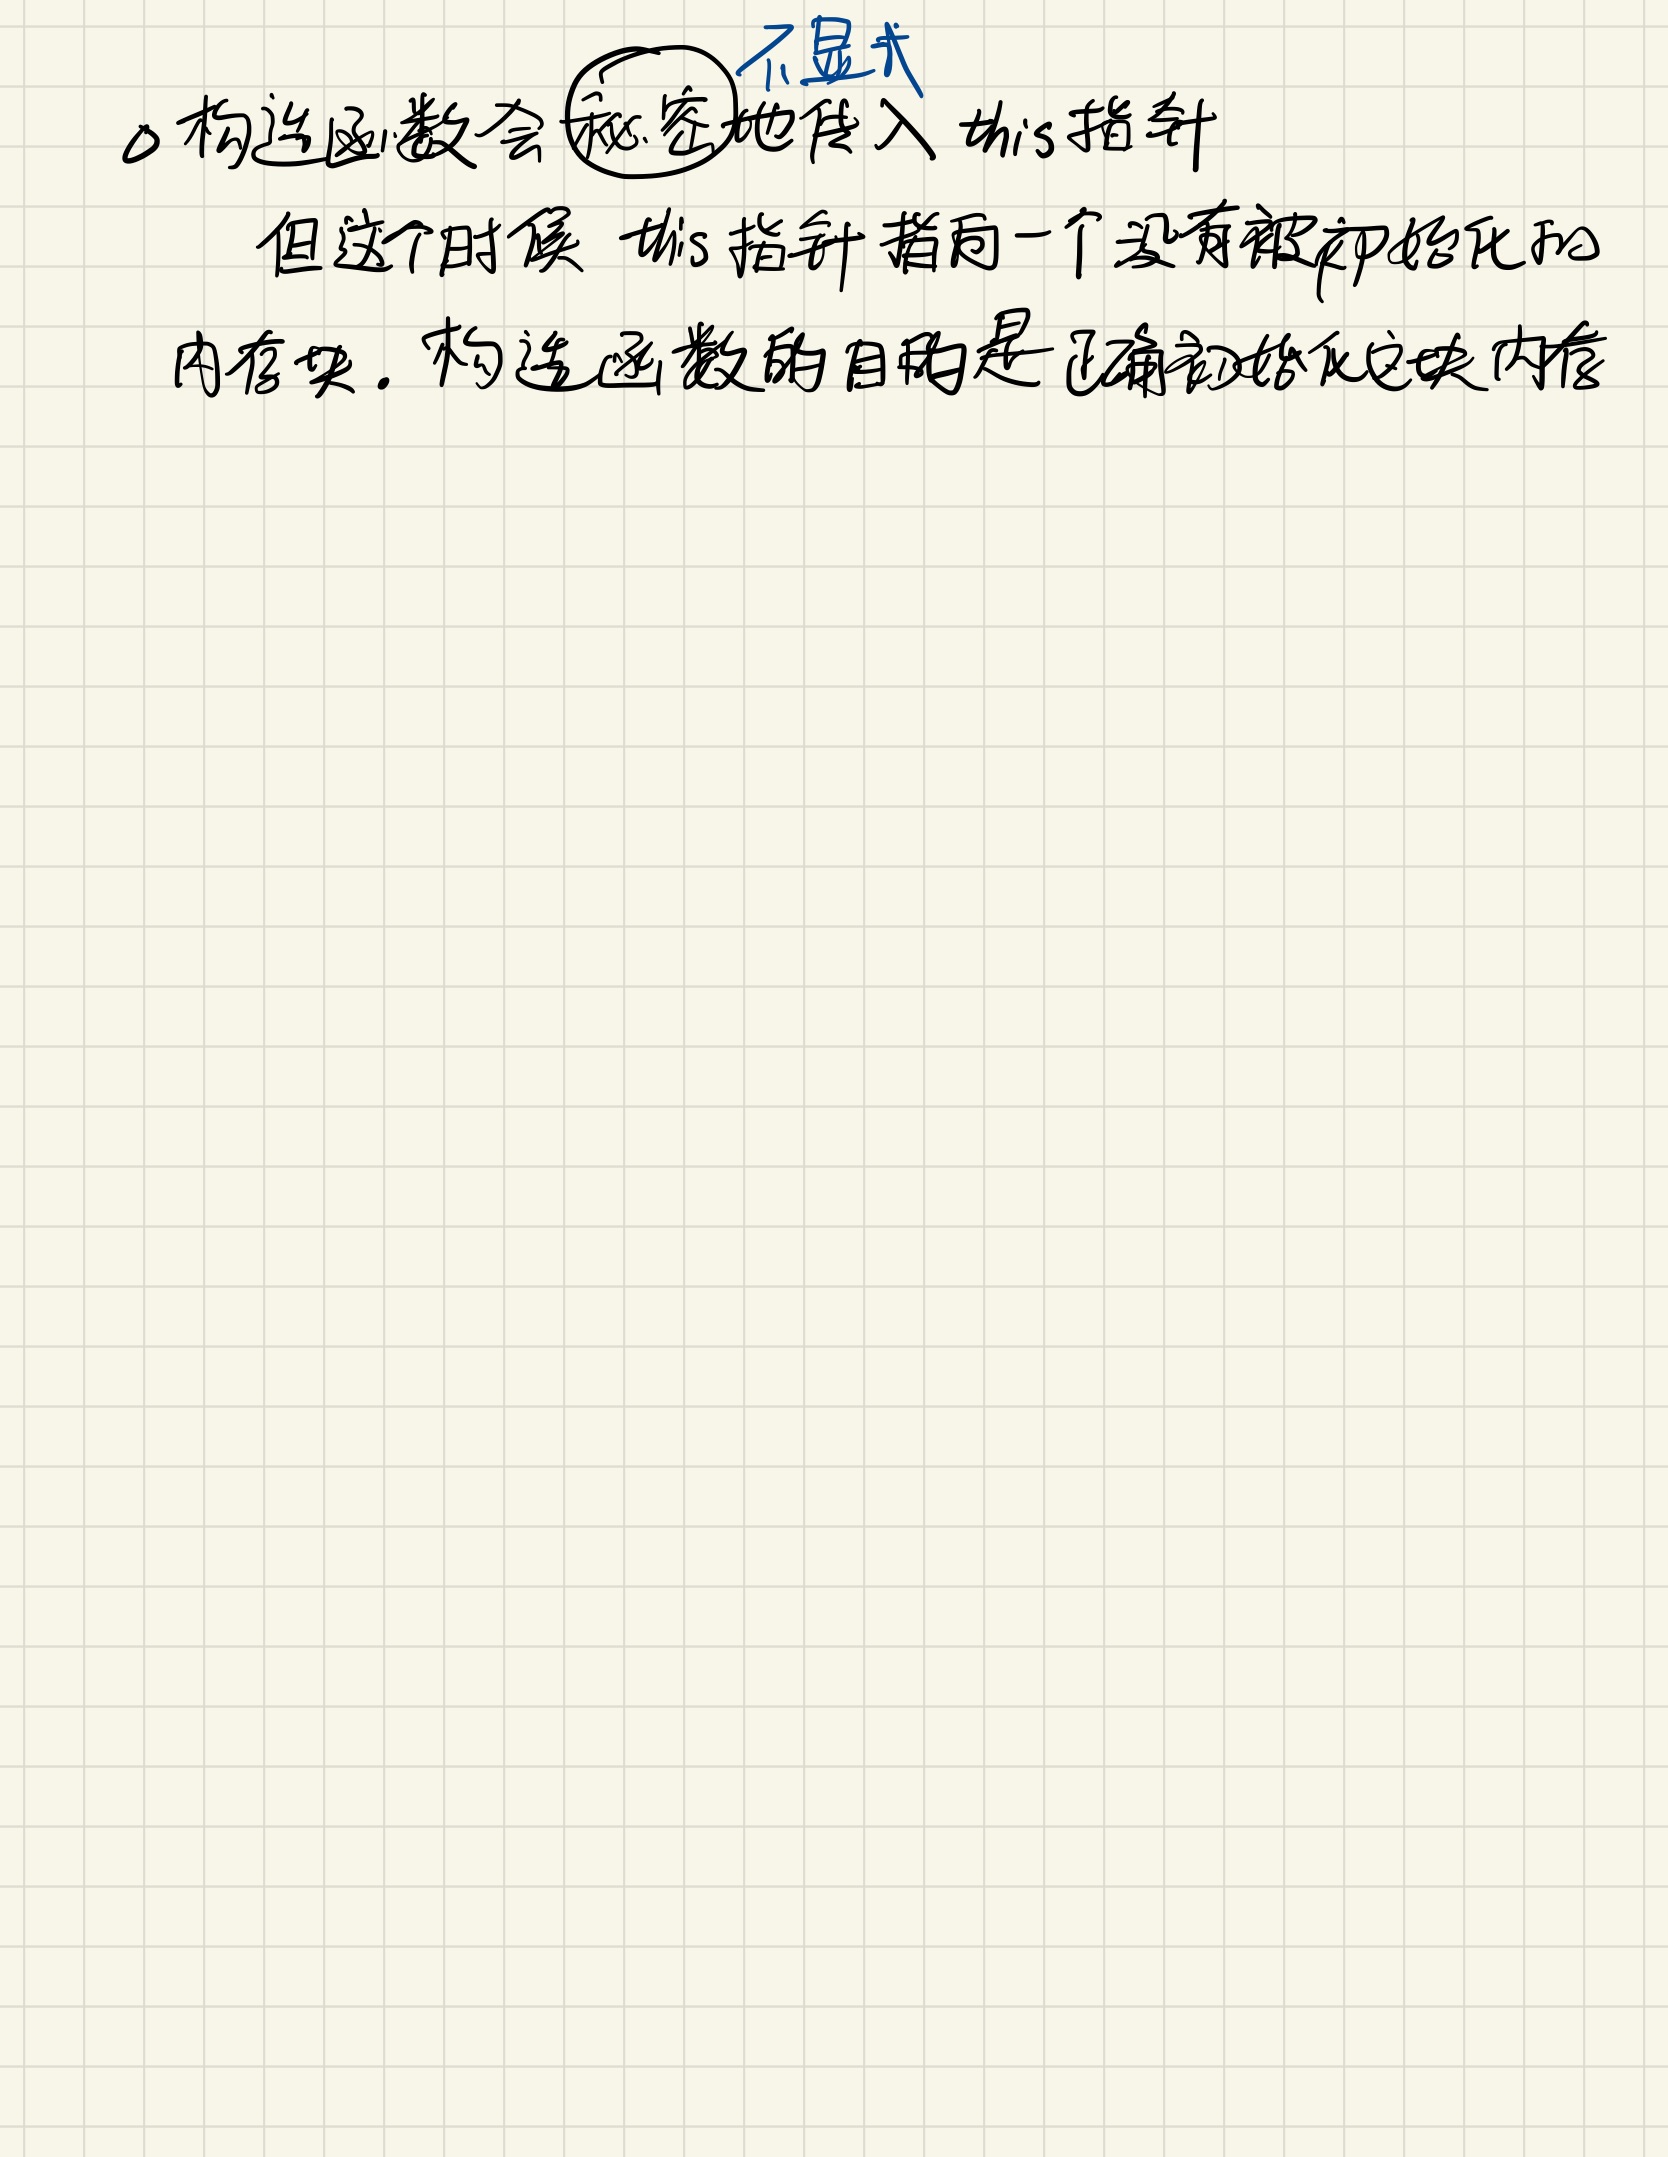 不显式
构造函数会秘密地传入 this指针
但这个时候 this指针指向一个没有被初始化的
内存块. 构造函数的目的是正确初始化这块内存